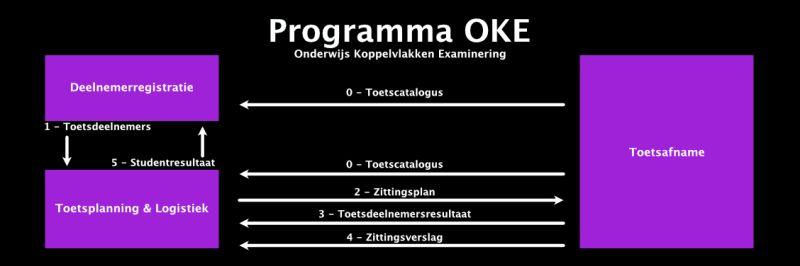 Programma OKE
Onderwijs Koppelvlakken Examinering
Deelnemerregistratie
0 - Toetscatalogus
1 - Toetsdeelnemers
Toetsafname
5 - Studentresultaat
0 - Toetscatalogus
2 - Zittingsplan
Toetsplanning & Logistiek
3 - Toetsdeelnemersresultaat
4 - Zittingsverslag